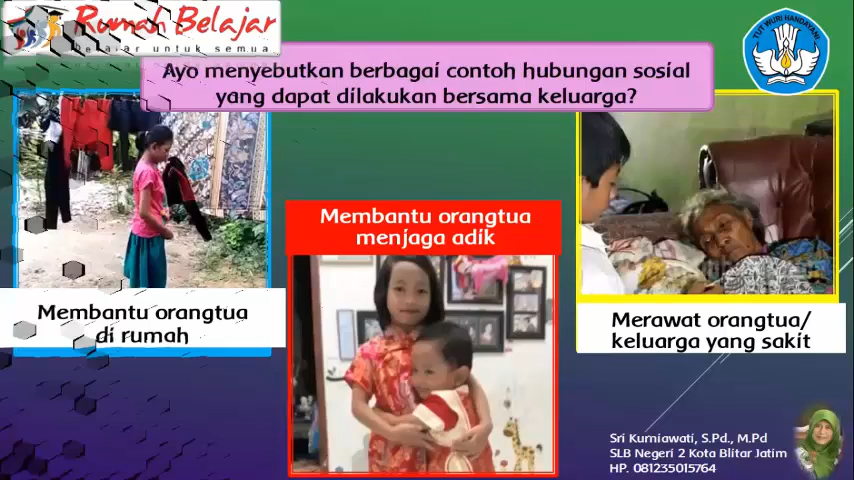 Rumah Belajar
belajar untuk semua
TUT WURI HANDAYANI
Ayo menyebutkan berbagai contoh hubungan sosial
yang dapat dilakukan bersama keluarga?
Membantu orangtua
di rumah
Membantu orangtua
menjaga adik
Merawat orangtua/
keluarga yang sakit
Sri Kurniawati, S.Pd., M.Pd
SLB Negeri 2 Kota Blitar Jatim
HP. 081235015764